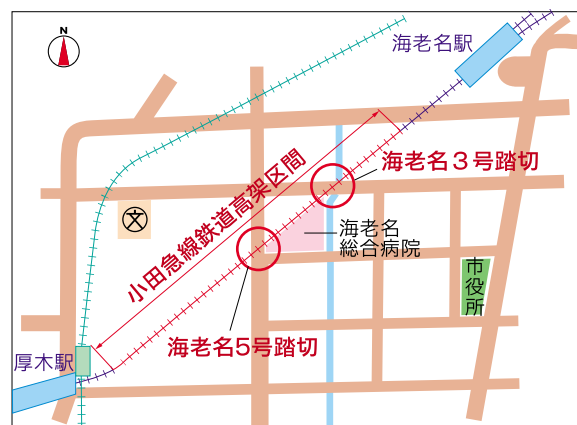 N
海老名駅
海老名3号踏切
小田急線鉄道高架区間
海老名
総合病院
文
市役所
海老名5号踏切
厚木駅